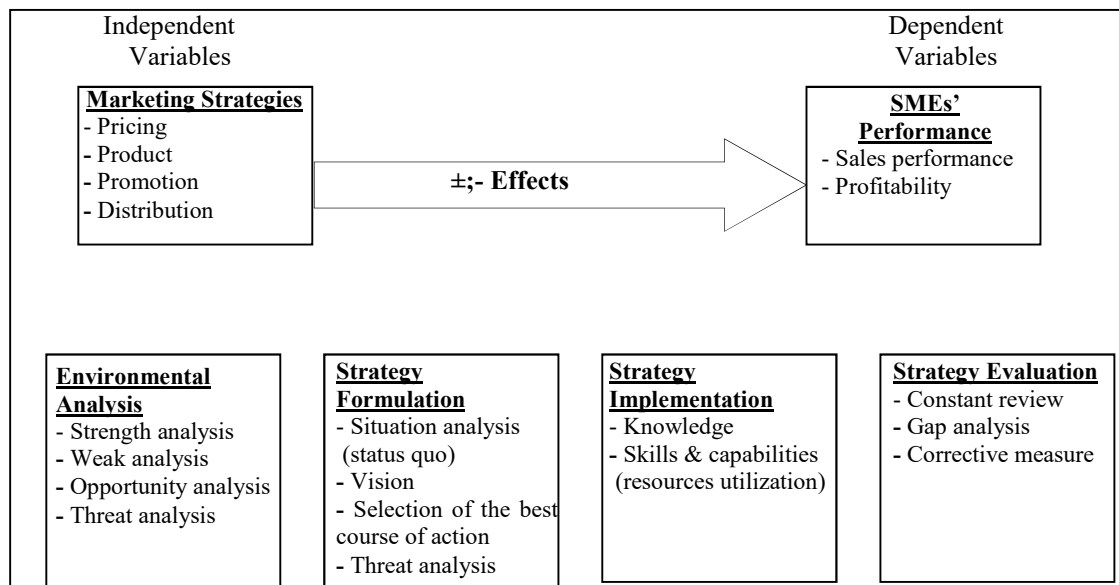 Independent
Variables
Dependent
Variables
Marketing Strategies
- Pricing
- Product
- Promotion
- Distribution
±;- Effects
SMEs’
Performance
- Sales performance
- Profitability
Environmental
Analysis
- Strength analysis
- Weak analysis
- Opportunity analysis
- Threat analysis
Strategy
Formulation
- Situation analysis
(status quo)
- Vision
- Selection of the best
course of action
- Threat analysis
Strategy
Implementation
- Knowledge
- Skills & capabilities
(resources utilization)
Strategy Evaluation
- Constant review
- Gap analysis
- Corrective measure